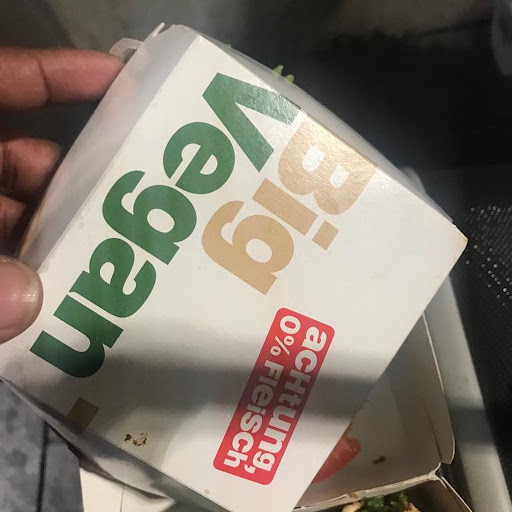 Big
vegan
acHtung,
0% FleiscH